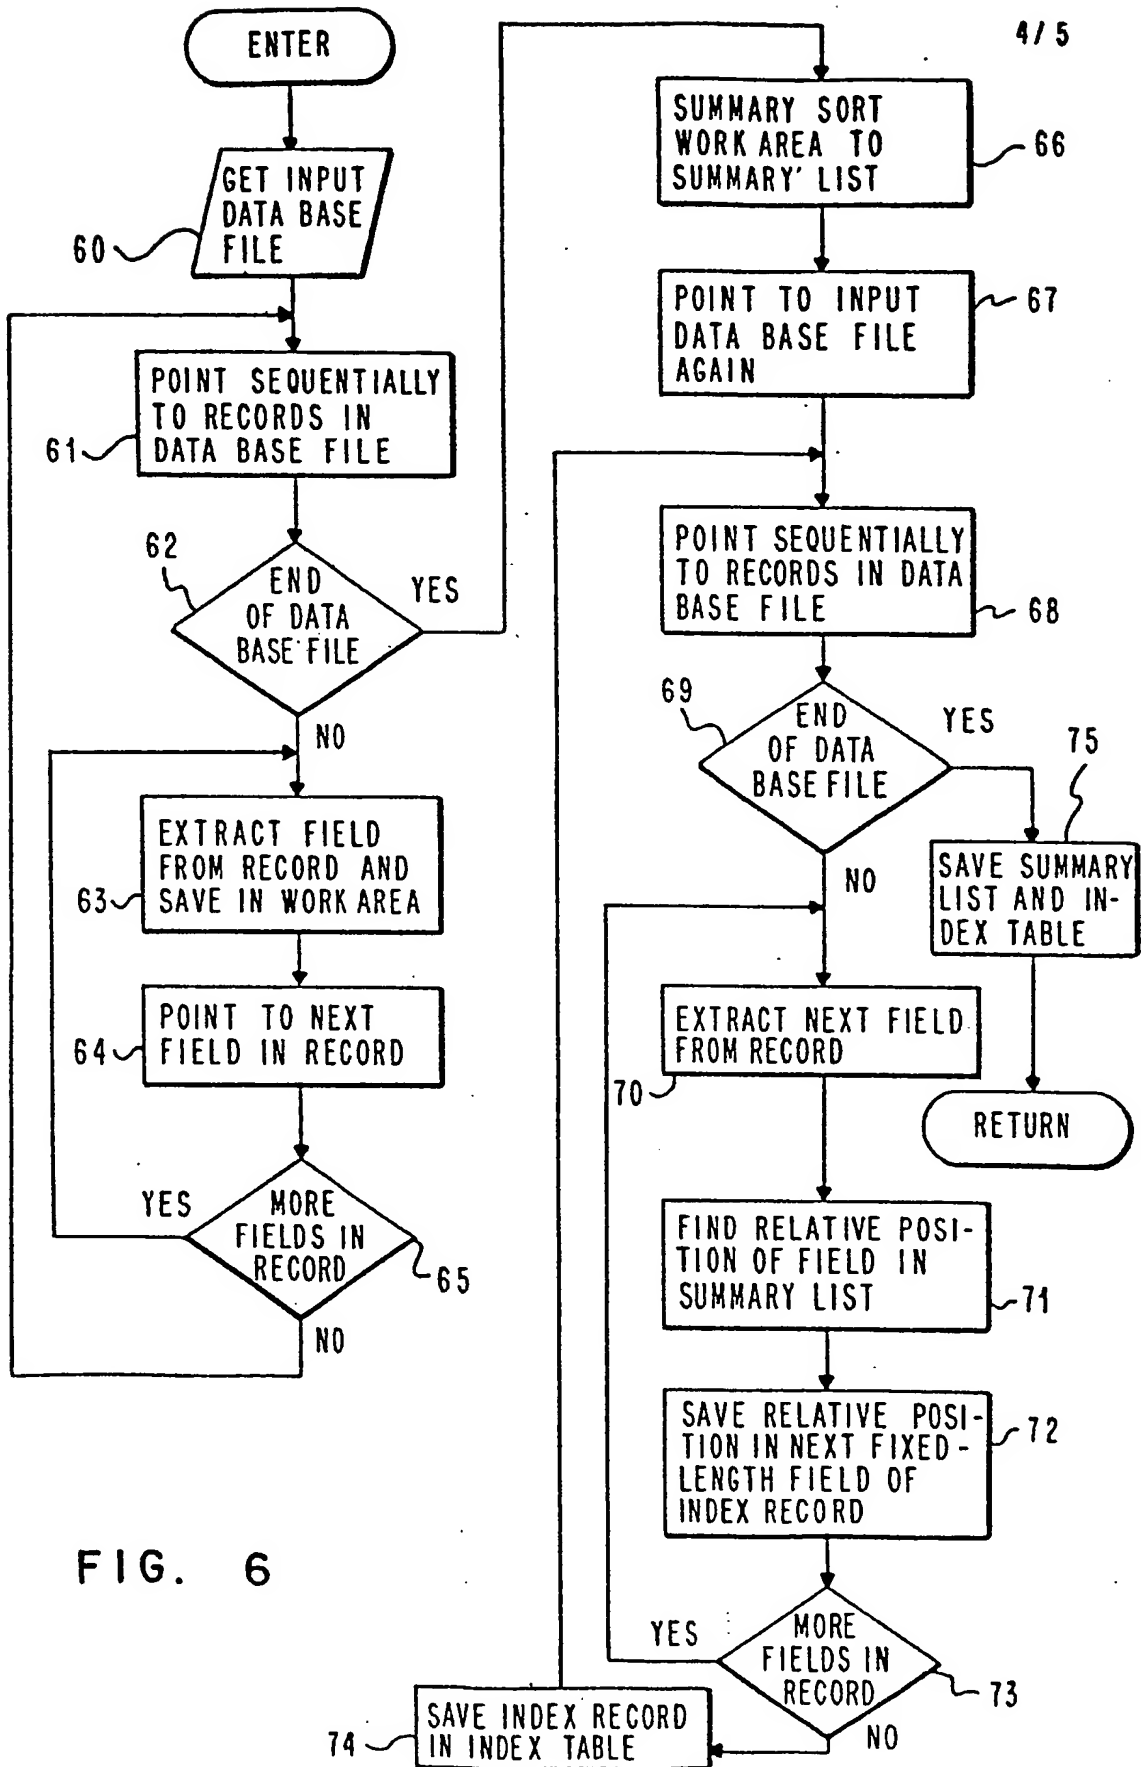 4/5
ENTER
GET INPUT
DATA BASE
FILE
60
POINT SEQUENTIALLY
TO RECORDS IN
DATA BASE FILE
61
62
END
OF DATA
BASE FILE
YES
NO
EXTRACT FIELD
FROM RECORD AND
SAVE IN WORK AREA
63
POINT TO NEXT
FIELD IN RECORD
64
YES
MORE
FIELDS IN
RECORD
65
NO
SUMMARY SORT
WORK AREA TO
SUMMARY' LIST
66
POINT TO INPUT
DATA BASE FILE
AGAIN
67
POINT SEQUENTIALLY
TO RECORDS IN DATA
BASE FILE
68
69
END
OF DATA
BASE FILE
YES
75
NO
SAVE SUMMARY
LIST AND IN-
DEX TABLE
RETURN
EXTRACT NEXT FIELD
FROM RECORD
70
FIND RELATIVE POSI-
TION OF FIELD IN
SUMMARY LIST
71
SAVE RELATIVE POSI-
TION IN NEXT FIXED-
LENGTH FIELD OF
INDEX RECORD
72
YES
MORE
FIELDS IN
RECORD
73
NO
SAVE INDEX RECORD
IN INDEX TABLE
74
FIG. 6